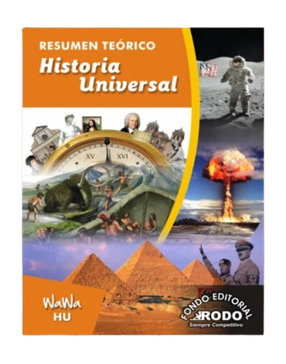 RESUMEN TEÓRICO
Historia
Universal
XV
XVI
WaWa
HU
FONDO EDITORIAL
RODO
Siempre Competitivo